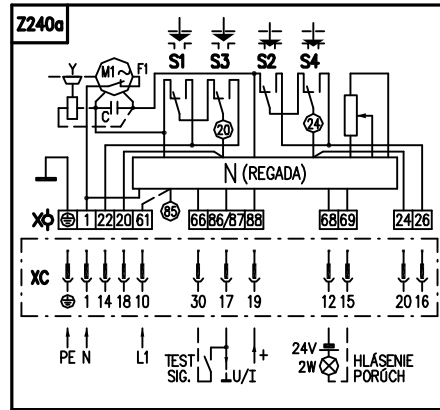 Z240a
S1 S3 S2 S4
Y M1 ~ F1
C
20 24
N (REGADA)
X 1 22 20 61 85 66 86/87 88 68 69 24 26
XC
1 14 18 10 30 17 19 12 15 20 16
PE N L1 TEST SIG. U/I + 24V 2W HLÁSENIE PORÚCH